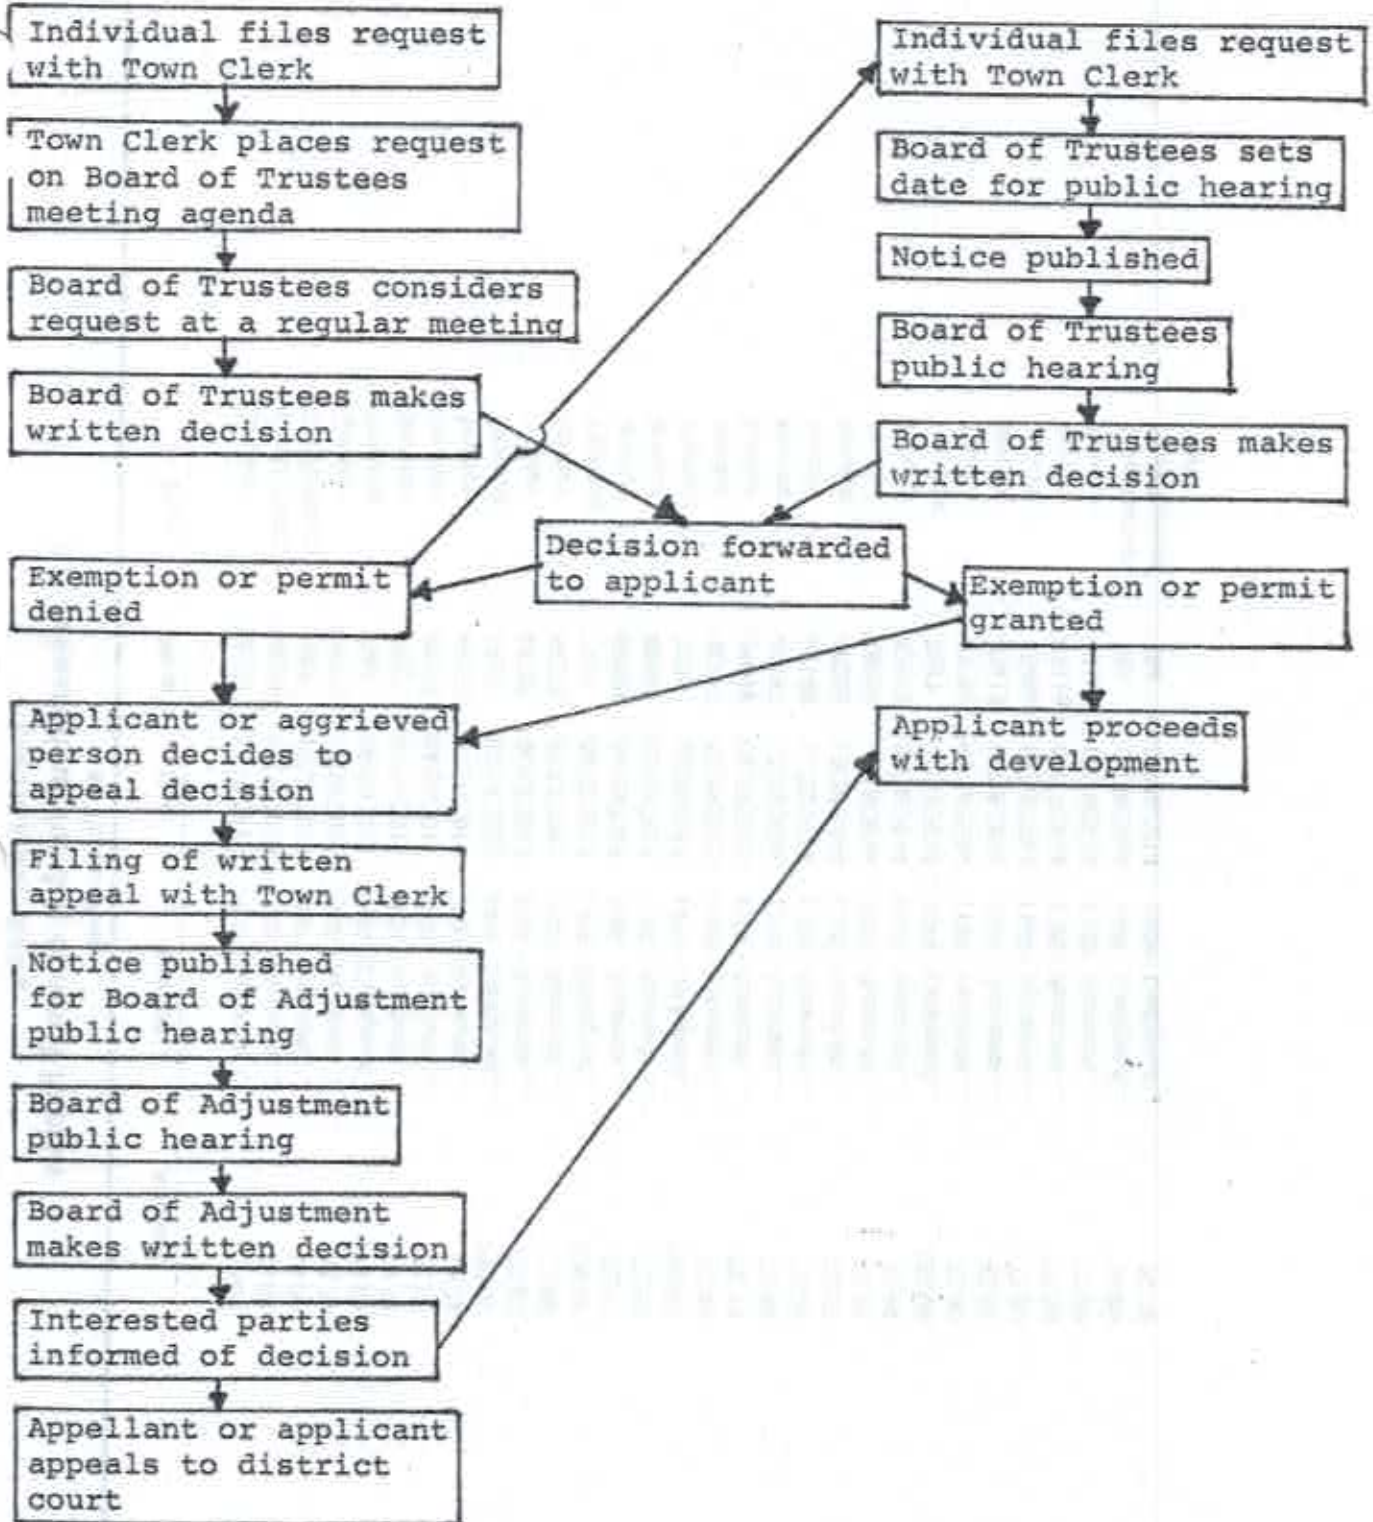 Individual files request
with Town Clerk
Town Clerk places request
on Board of Trustees
meeting agenda
Board of Trustees considers
request at a regular meeting
Board of Trustees makes
written decision
Individual files request
with Town Clerk
Board of Trustees sets
date for public hearing
Notice published
Board of Trustees
public hearing
Board of Trustees makes
written decision
Decision forwarded
to applicant
Exemption or permit
denied
Exemption or permit
granted
Applicant or aggrieved
person decides to
appeal decision
Applicant proceeds
with development
Filing of written
appeal with Town Clerk
Notice published
for Board of Adjustment
public hearing
Board of Adjustment
public hearing
Board of Adjustment
makes written decision
Interested parties
informed of decision
Appellant or applicant
appeals to district
court